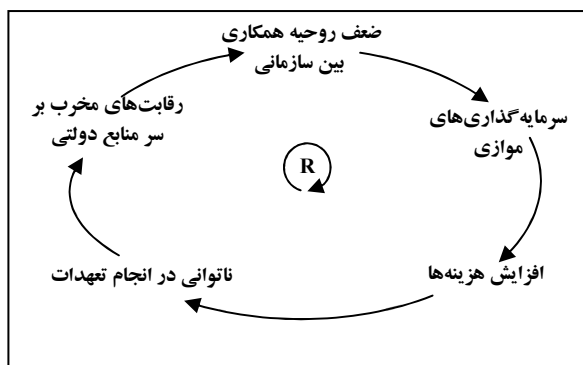 ضعف روحیه همکاری
بین سازمانی
سرمایه‌گذاری‌های
موازی
افزایش هزینه‌ها
ناتوانی در انجام تعهدات
رقابت‌های مخرب بر
سر منابع دولتی
R